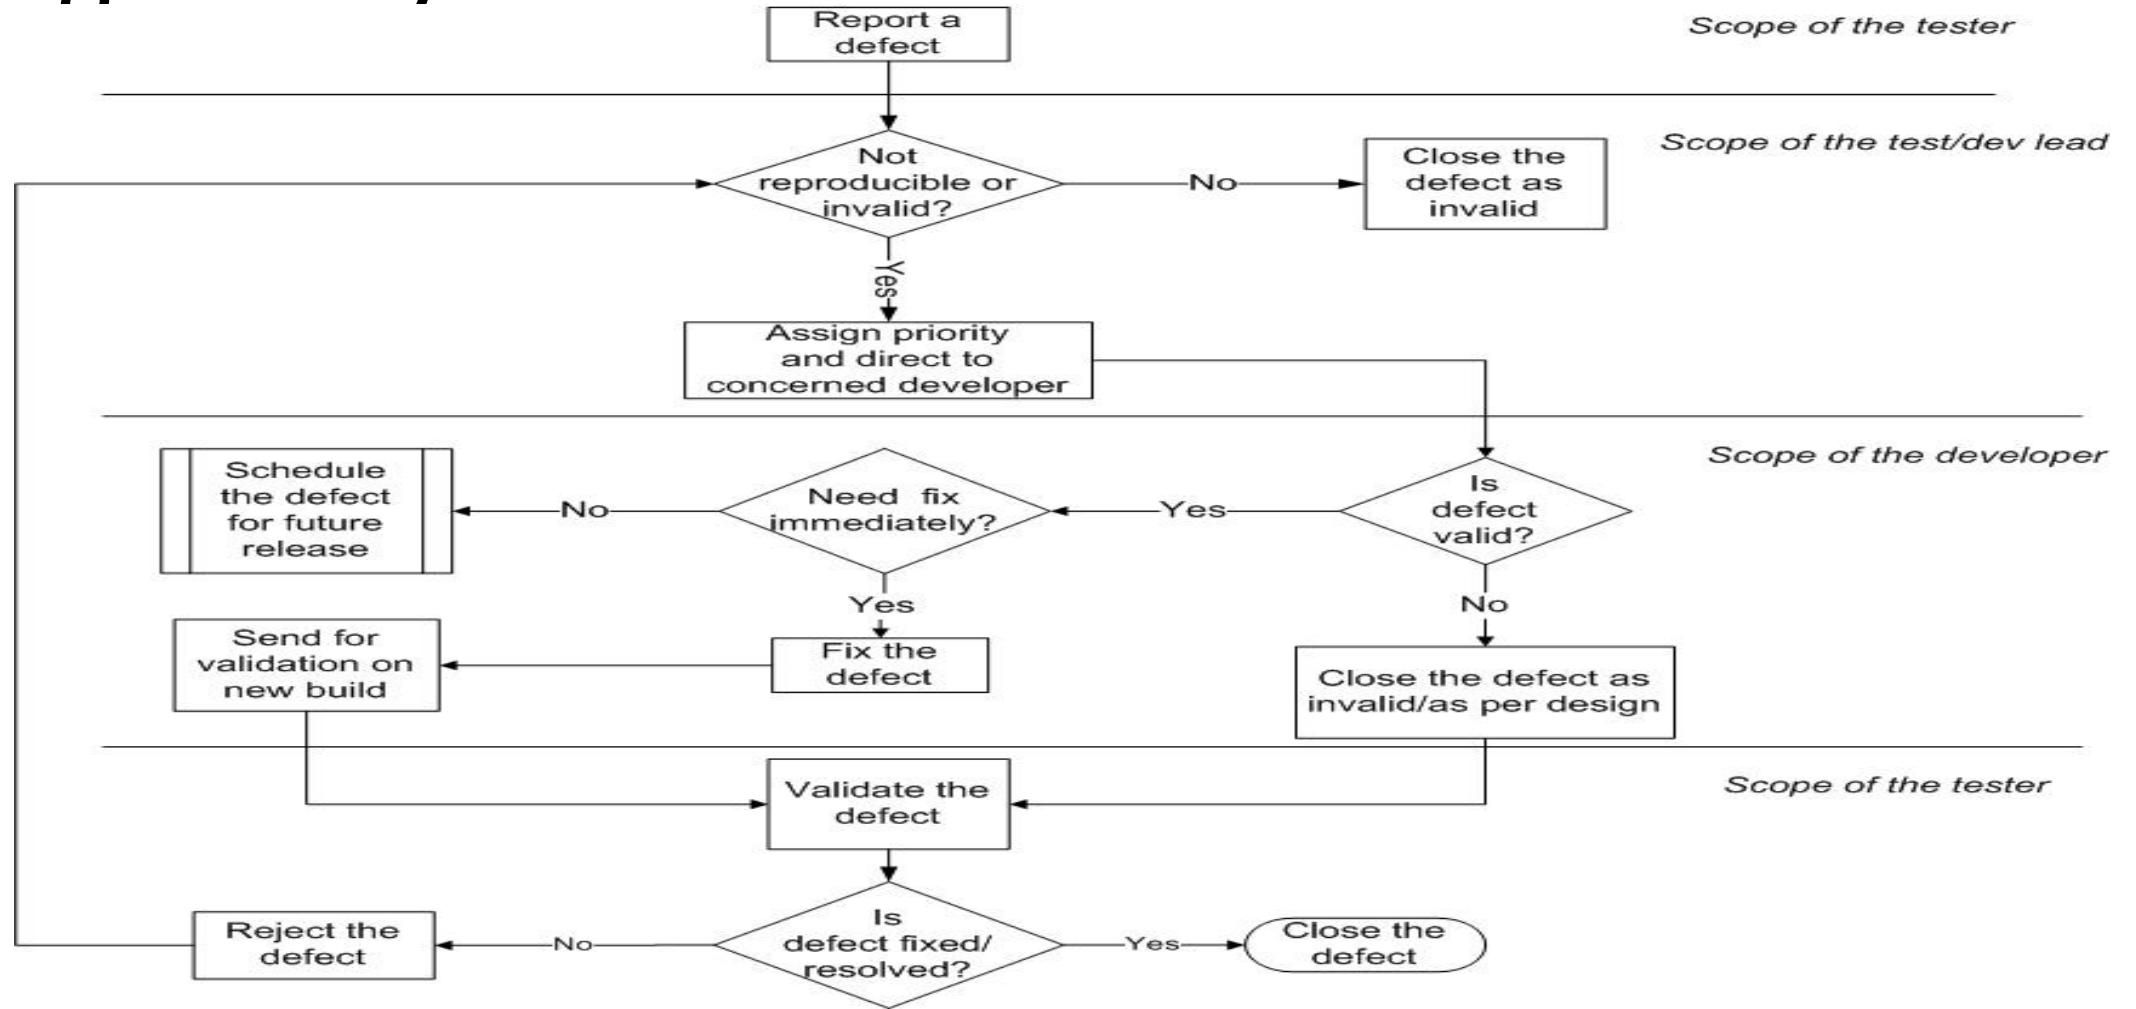 Report a
defect
Scope of the tester
Scope of the test/dev lead
Not
reproducible or
invalid?
No
Close the
defect as
invalid
Yes
Assign priority
and direct to
concerned developer
Scope of the developer
Schedule
the defect
for future
release
No
Need fix
immediately?
Yes
Is
defect
valid?
Yes
No
Send for
validation on
new build
Fix the
defect
Close the defect as
invalid/as per design
Scope of the tester
Validate the
defect
Reject the
defect
No
Is
defect fixed/
resolved?
Yes
Close the
defect